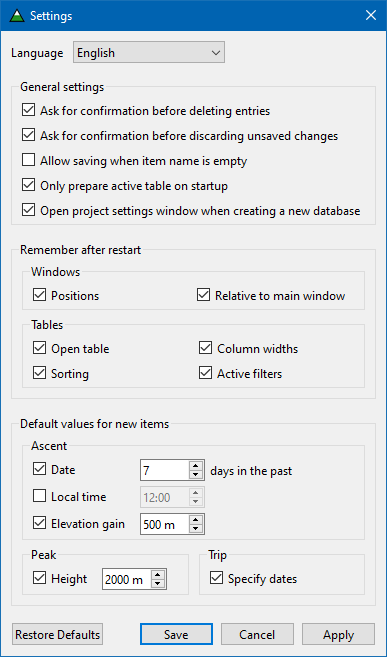 Settings
Language English
General settings
Ask for confirmation before deleting entries
Ask for confirmation before discarding unsaved changes
Allow saving when item name is empty
Only prepare active table on startup
Open project settings window when creating a new database
Remember after restart
Windows
Positions Relative to main window
Tables
Open table Column widths
Sorting Active filters
Default values for new items
Ascent
Date 7 days in the past
Local time 12:00
Elevation gain 500 m
Peak Trip
Height 2000 m Specify dates
Restore Defaults Save Cancel Apply